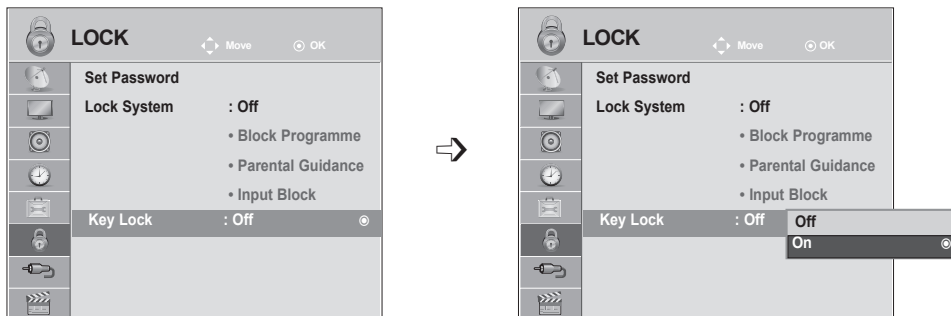 LOCK
Move
OK
Set Password
Lock System : Off
• Block Programme
• Parental Guidance
• Input Block
Key Lock : Off
LOCK
Move
OK
Set Password
Lock System : Off
• Block Programme
• Parental Guidance
• Input Block
Key Lock : Off
Off
On